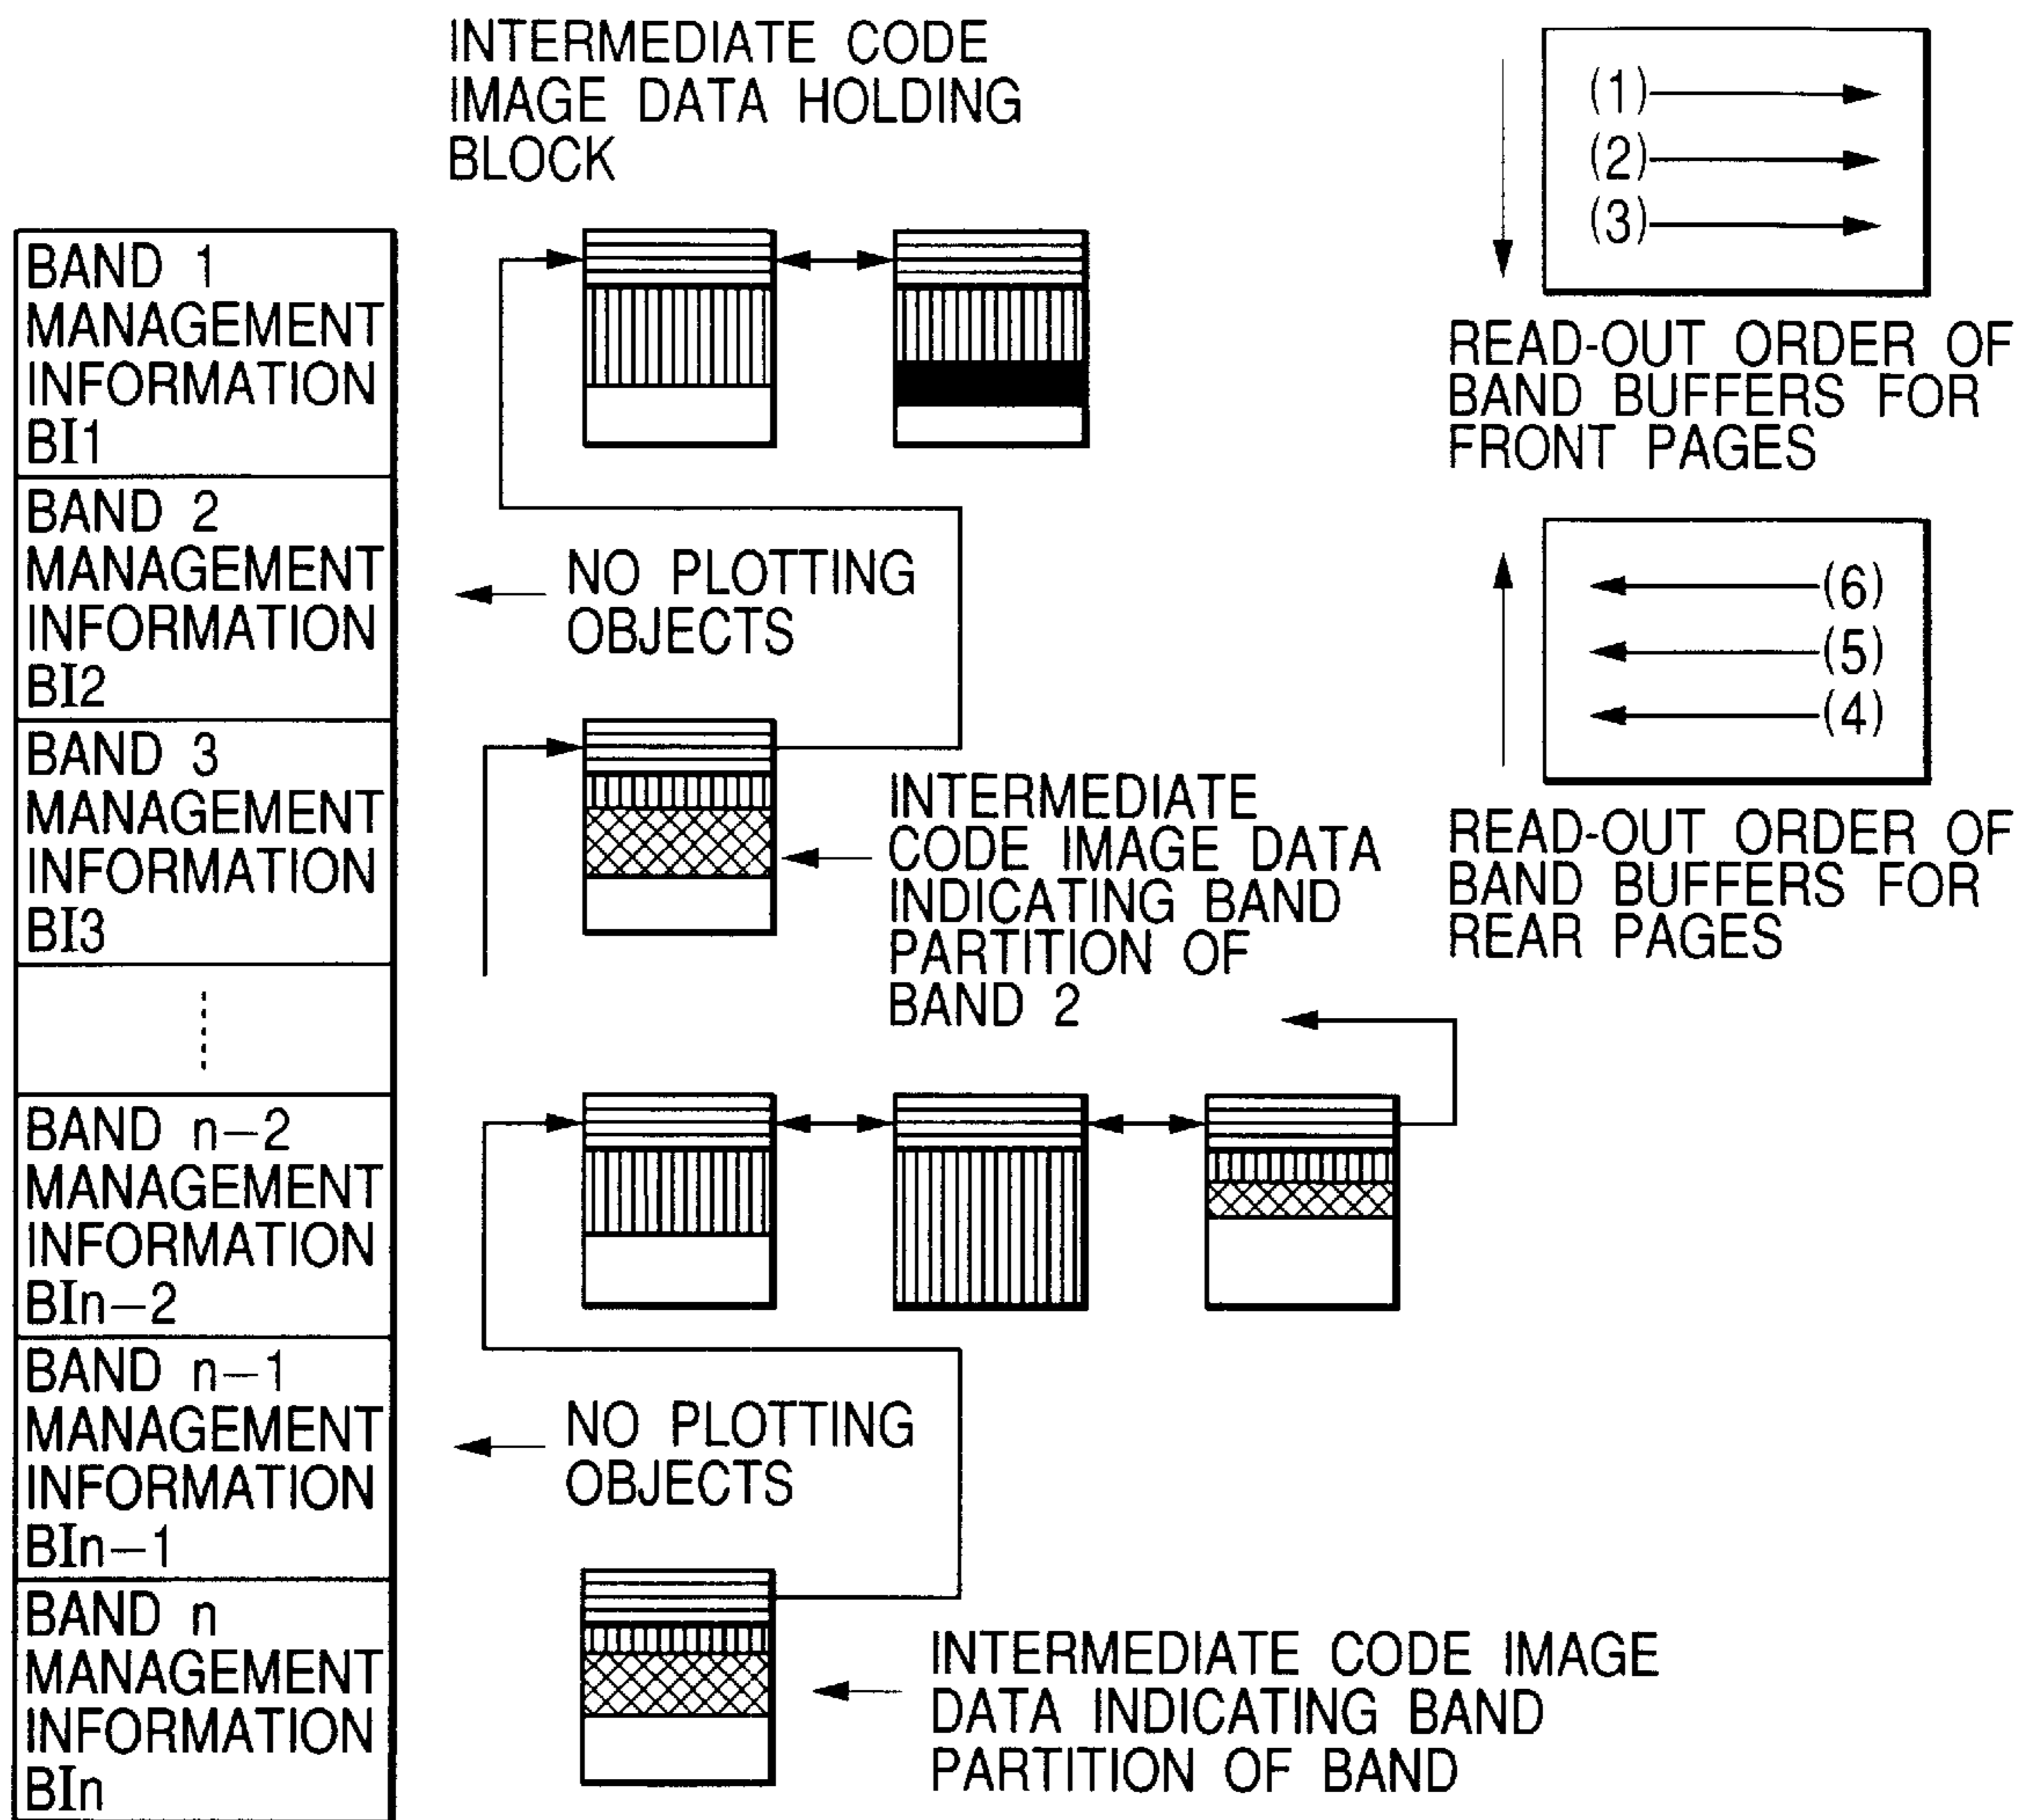 INTERMEDIATE CODE
IMAGE DATA HOLDING
BLOCK
BAND 1
MANAGEMENT
INFORMATION
BI1
BAND 2
MANAGEMENT
INFORMATION
BI2
NO PLOTTING
OBJECTS
BAND 3
MANAGEMENT
INFORMATION
BI3
INTERMEDIATE
CODE IMAGE DATA
INDICATING BAND
PARTITION OF
BAND 2
BAND n-2
MANAGEMENT
INFORMATION
BIn-2
BAND n-1
MANAGEMENT
INFORMATION
BIn-1
NO PLOTTING
OBJECTS
BAND n
MANAGEMENT
INFORMATION
BIn
INTERMEDIATE CODE IMAGE
DATA INDICATING BAND
PARTITION OF BAND
(1)
(2)
(3)
READ-OUT ORDER OF
BAND BUFFERS FOR
FRONT PAGES
(6)
(5)
(4)
READ-OUT ORDER OF
BAND BUFFERS FOR
REAR PAGES